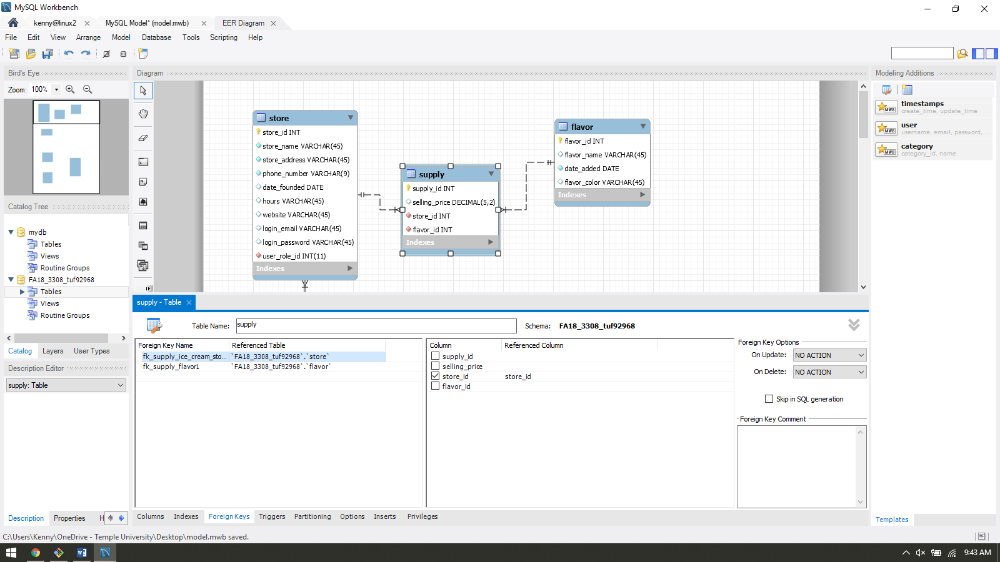 MySQL Workbench
kenny@linux2
MySQL Model* (model.mwb)
EER Diagram
File Edit View Arrange Model Database Tools Scripting Help
Bird's Eye
Zoom: 100%
Catalog Tree
mydb
Tables
Views
Routine Groups
FA18_3308_tuf92968
Tables
Views
Routine Groups
Catalog Layers User Types
Description Editor
supply: Table
Description Properties H
Diagram
store
store_id INT
store_name VARCHAR(45)
store_address VARCHAR(45)
phone_number VARCHAR(9)
date_founded DATE
hours VARCHAR(45)
website VARCHAR(45)
login_email VARCHAR(45)
login_password VARCHAR(45)
user_role_id INT(11)
Indexes
supply
supply_id INT
selling_price DECIMAL(5,2)
store_id INT
flavor_id INT
Indexes
flavor
flavor_id INT
flavor_name VARCHAR(45)
date_added DATE
flavor_color VARCHAR(45)
Indexes
Modeling Additions
timestamps
create_time, update_time
user
username, email, password, ...
category
category_id, name
Templates
supply - Table
Table Name: supply
Schema: FA18_3308_tuf92968
Foreign Key Name Referenced Table
fk_supply_ice_cream_sto... `FA18_3308_tuf92968`.`store`
fk_supply_flavor1 `FA18_3308_tuf92968`.`flavor`
Column Referenced Column
supply_id
selling_price
store_id store_id
flavor_id
Foreign Key Options
On Update: NO ACTION
On Delete: NO ACTION
Skip in SQL generation
Foreign Key Comment
Columns Indexes Foreign Keys Triggers Partitioning Options Inserts Privileges
C:\Users\Kenny\OneDrive - Temple University\Desktop\model.mwb saved.
9:43 AM